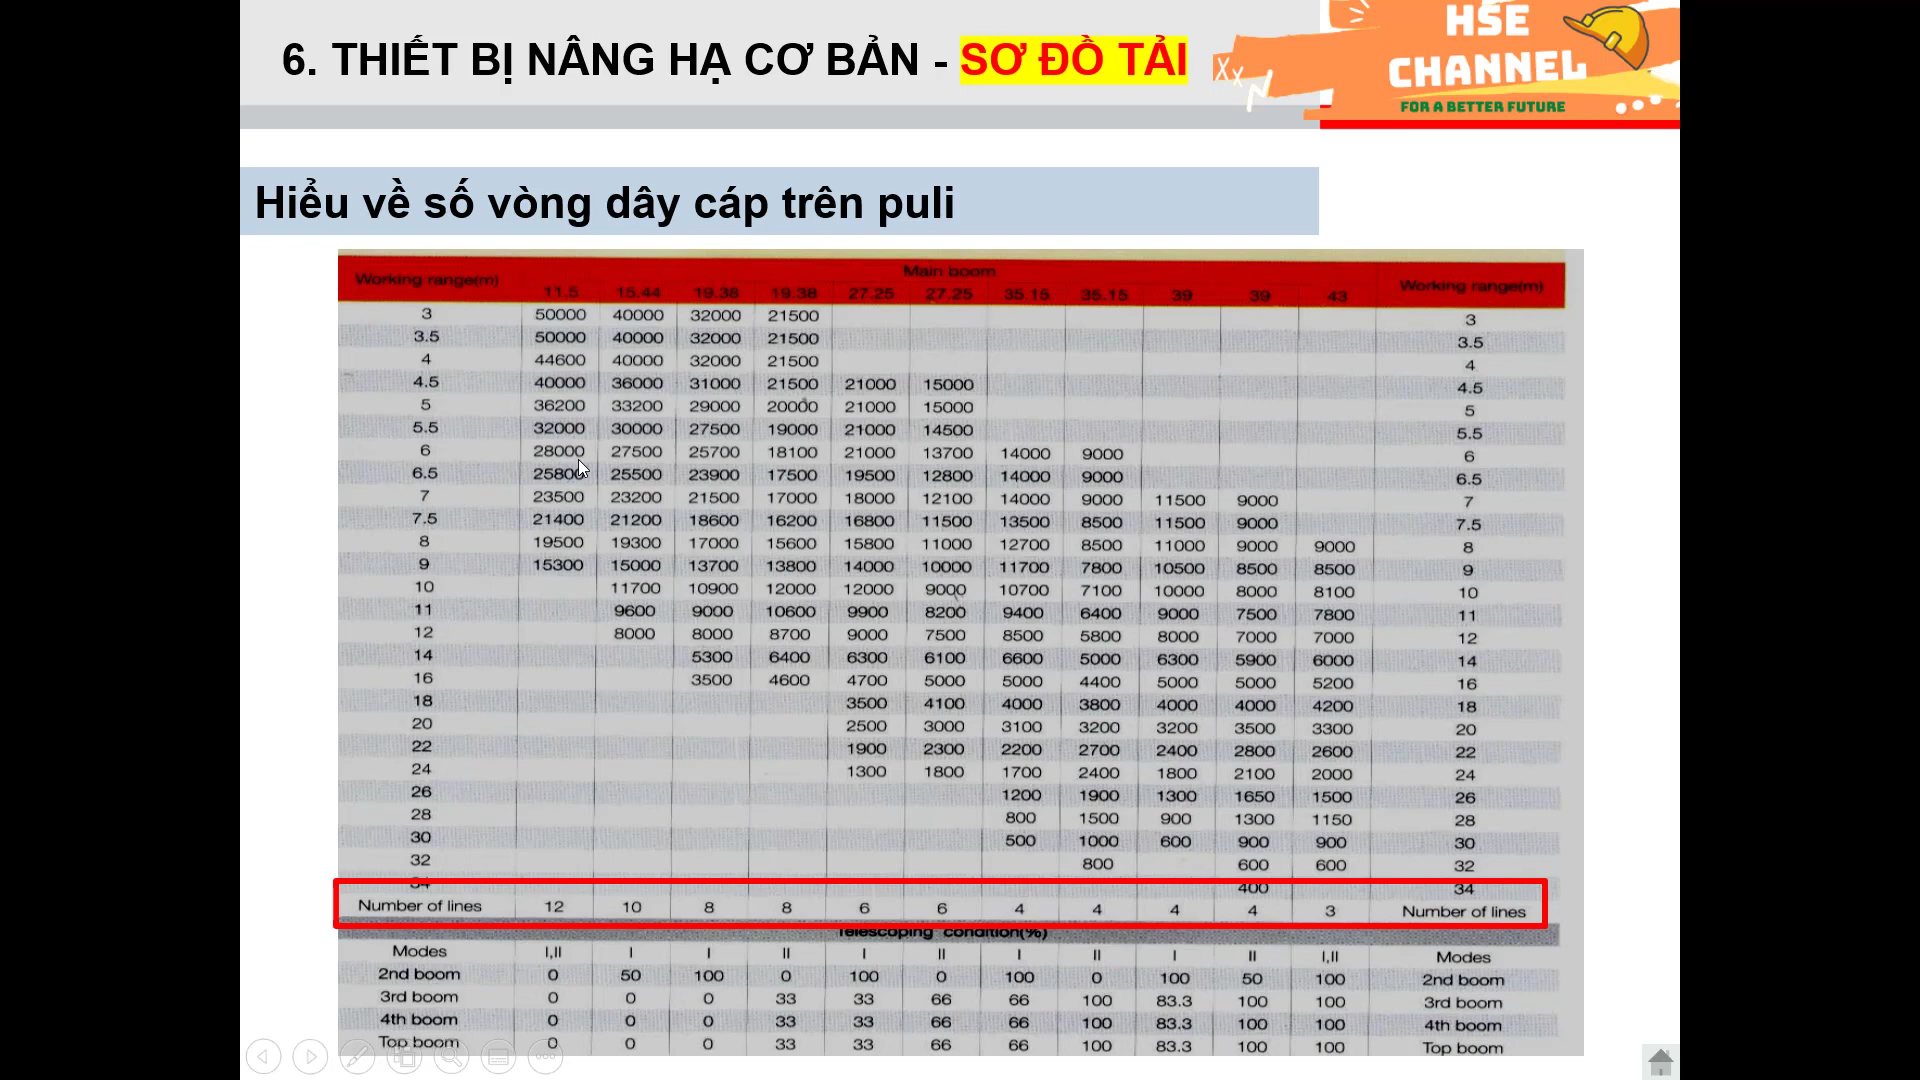 6. THIẾT BỊ NÂNG HẠ CƠ BẢN - SƠ ĐỒ TẢI
HSE
CHANNEL
FOR A BETTER FUTURE
Hiểu về số vòng dây cáp trên puli
Working range(m) Main boom Working range(m)
11.5 15.44 19.38 19.38 27.25 27.25 35.15 35.15 39 39 43
3 50000 40000 32000 21500 3
3.5 50000 40000 32000 21500 3.5
4 44600 40000 32000 21500 4
4.5 40000 36000 31000 21500 21000 15000 4.5
5 36200 33200 29000 20000 21000 15000 5
5.5 32000 30000 27500 19000 21000 14500 5.5
6 28000 27500 25700 18100 21000 13700 14000 9000 6
6.5 25800 25500 23900 17500 19500 12800 14000 9000 6.5
7 23500 23200 21500 17000 18000 12100 14000 9000 11500 9000 7
7.5 21400 21200 18600 16200 16800 11500 13500 8500 11500 9000 7.5
8 19500 19300 17000 15600 15800 11000 12700 8500 11000 9000 9000 8
9 15300 15000 13700 13800 14000 10000 11700 7800 10500 8500 8500 9
10 11700 10900 12000 12000 9000 10700 7100 10000 8000 8100 10
11 9600 9000 10600 9900 8200 9400 6400 9000 7500 7800 11
12 8000 8000 8700 9000 7500 8500 5800 8000 7000 7000 12
14 5300 6400 6300 6100 6600 5000 6300 5900 6000 14
16 3500 4600 4700 5000 5000 4400 5000 5000 5200 16
18 3500 4100 4000 3800 4000 4000 4200 18
20 2500 3000 3100 3200 3200 3500 3300 20
22 1900 2300 2200 2700 2400 2800 2600 22
24 1300 1800 1700 2400 1800 2100 2000 24
26 1200 1900 1300 1650 1500 26
28 800 1500 900 1300 1150 28
30 500 1000 600 900 900 30
32 800 600 600 32
34 400 34
Number of lines 12 10 8 8 6 6 4 4 4 4 3 Number of lines
Telescoping condition(%)
Modes I,II I I II I II I II I II I,II Modes
2nd boom 0 50 100 0 100 0 100 0 100 50 100 2nd boom
3rd boom 0 0 0 33 33 66 66 100 83.3 100 100 3rd boom
4th boom 0 0 0 33 33 66 66 100 83.3 100 100 4th boom
Top boom 0 0 0 33 33 66 66 100 83.3 100 100 Top boom